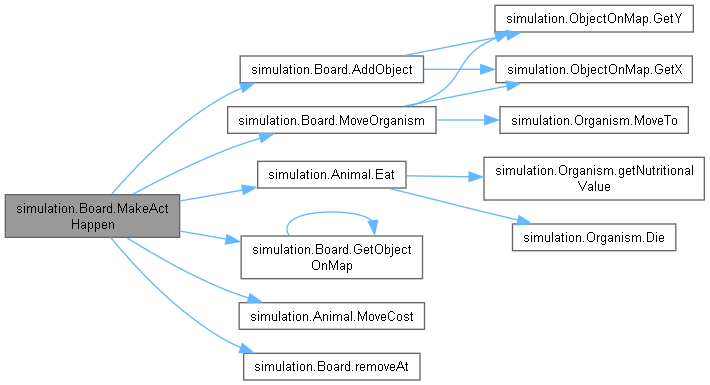 simulation.Board.MakeAct
Happen
simulation.Board.AddObject
simulation.Board.MoveOrganism
simulation.Animal.Eat
simulation.Board.GetObject
OnMap
simulation.Animal.MoveCost
simulation.Board.removeAt
simulation.ObjectOnMap.GetY
simulation.ObjectOnMap.GetX
simulation.Organism.MoveTo
simulation.Organism.getNutritional
Value
simulation.Organism.Die